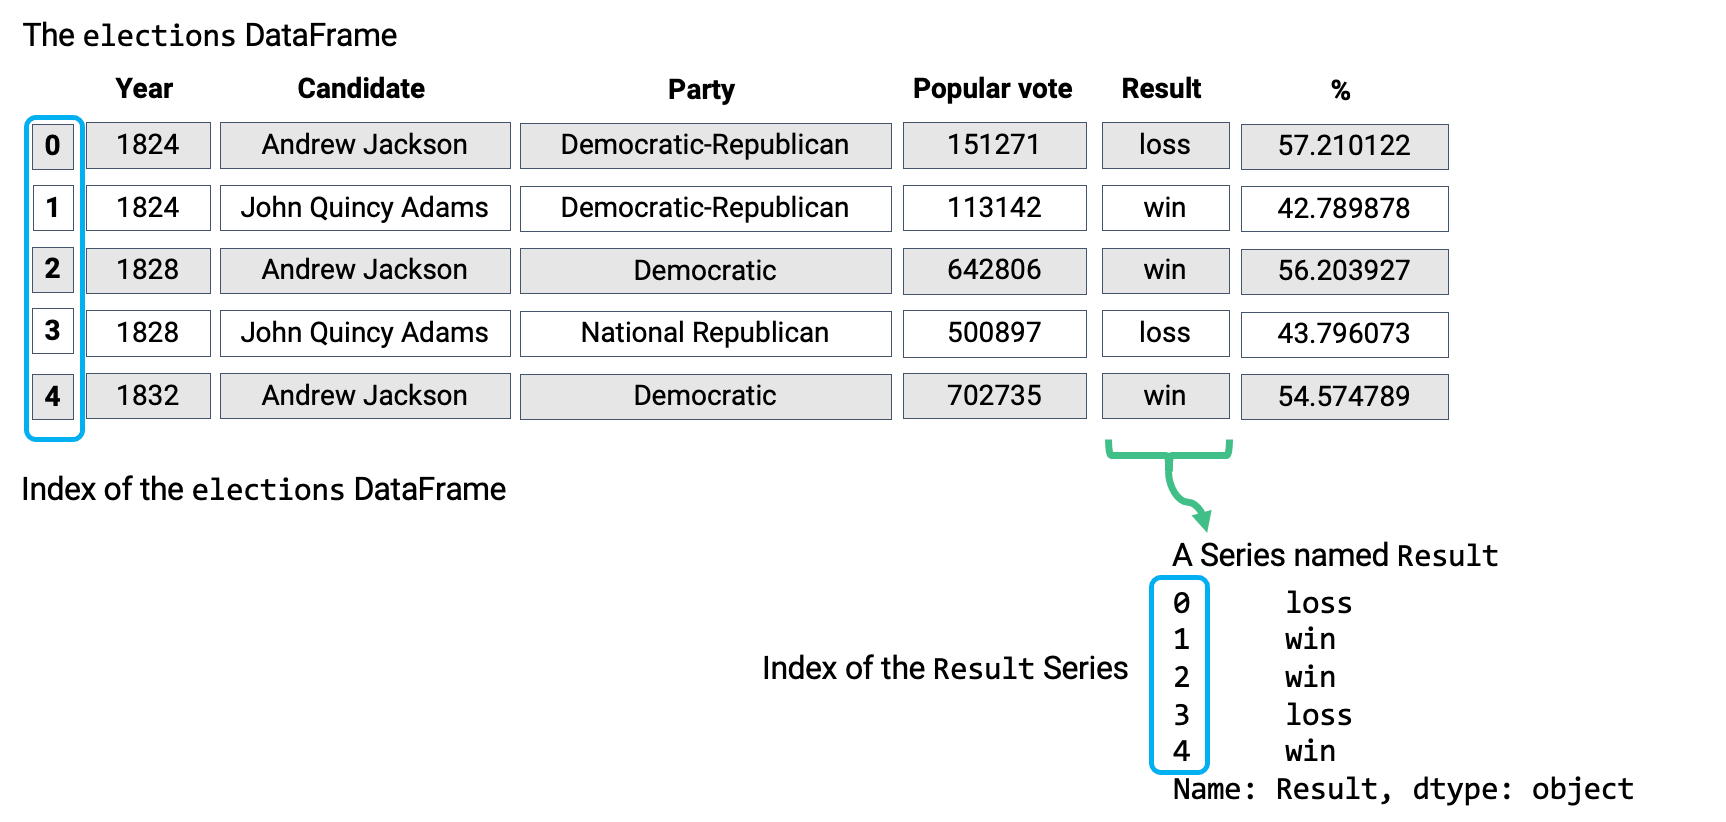 The elections DataFrame
Year Candidate Party Popular vote Result %
0 1824 Andrew Jackson Democratic-Republican 151271 loss 57.210122
1 1824 John Quincy Adams Democratic-Republican 113142 win 42.789878
2 1828 Andrew Jackson Democratic 642806 win 56.203927
3 1828 John Quincy Adams National Republican 500897 loss 43.796073
4 1832 Andrew Jackson Democratic 702735 win 54.574789
Index of the elections DataFrame
A Series named Result
0 loss
1 win
Index of the Result Series
2 win
3 loss
4 win
Name: Result, dtype: object